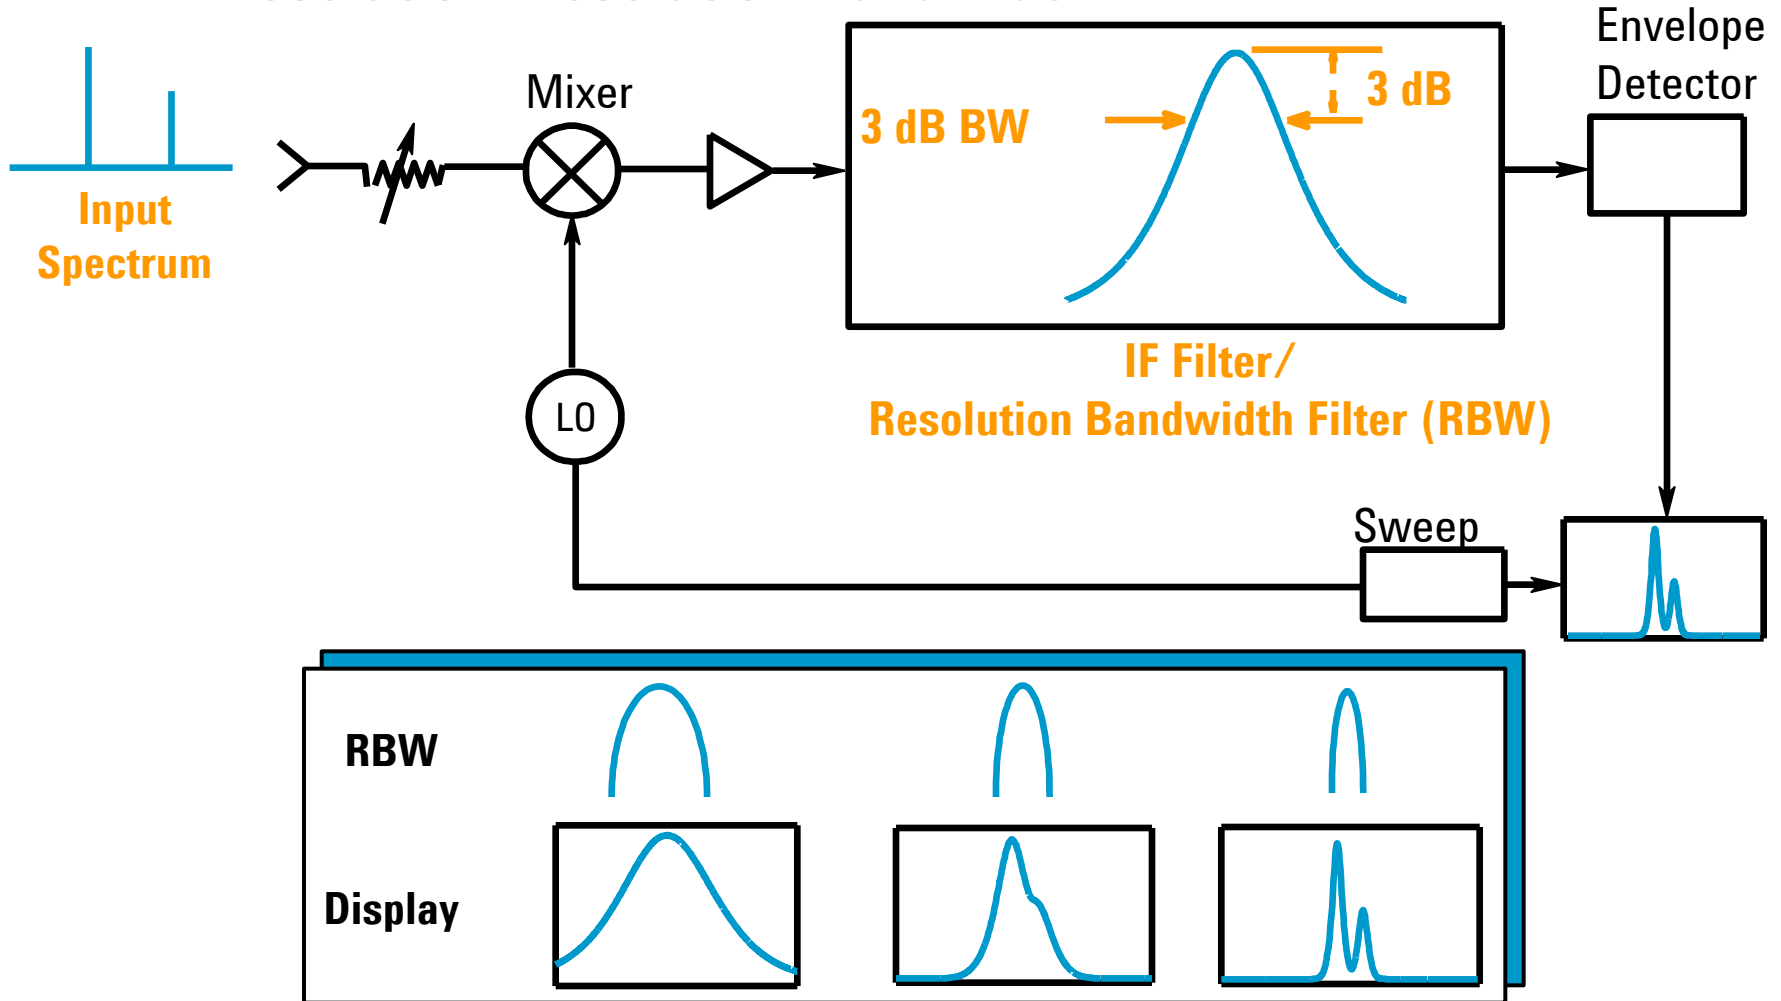 Envelope
Detector
Mixer
3 dB
3 dB BW
Input
Spectrum
IF Filter/
Resolution Bandwidth Filter (RBW)
LO
Sweep
RBW
Display